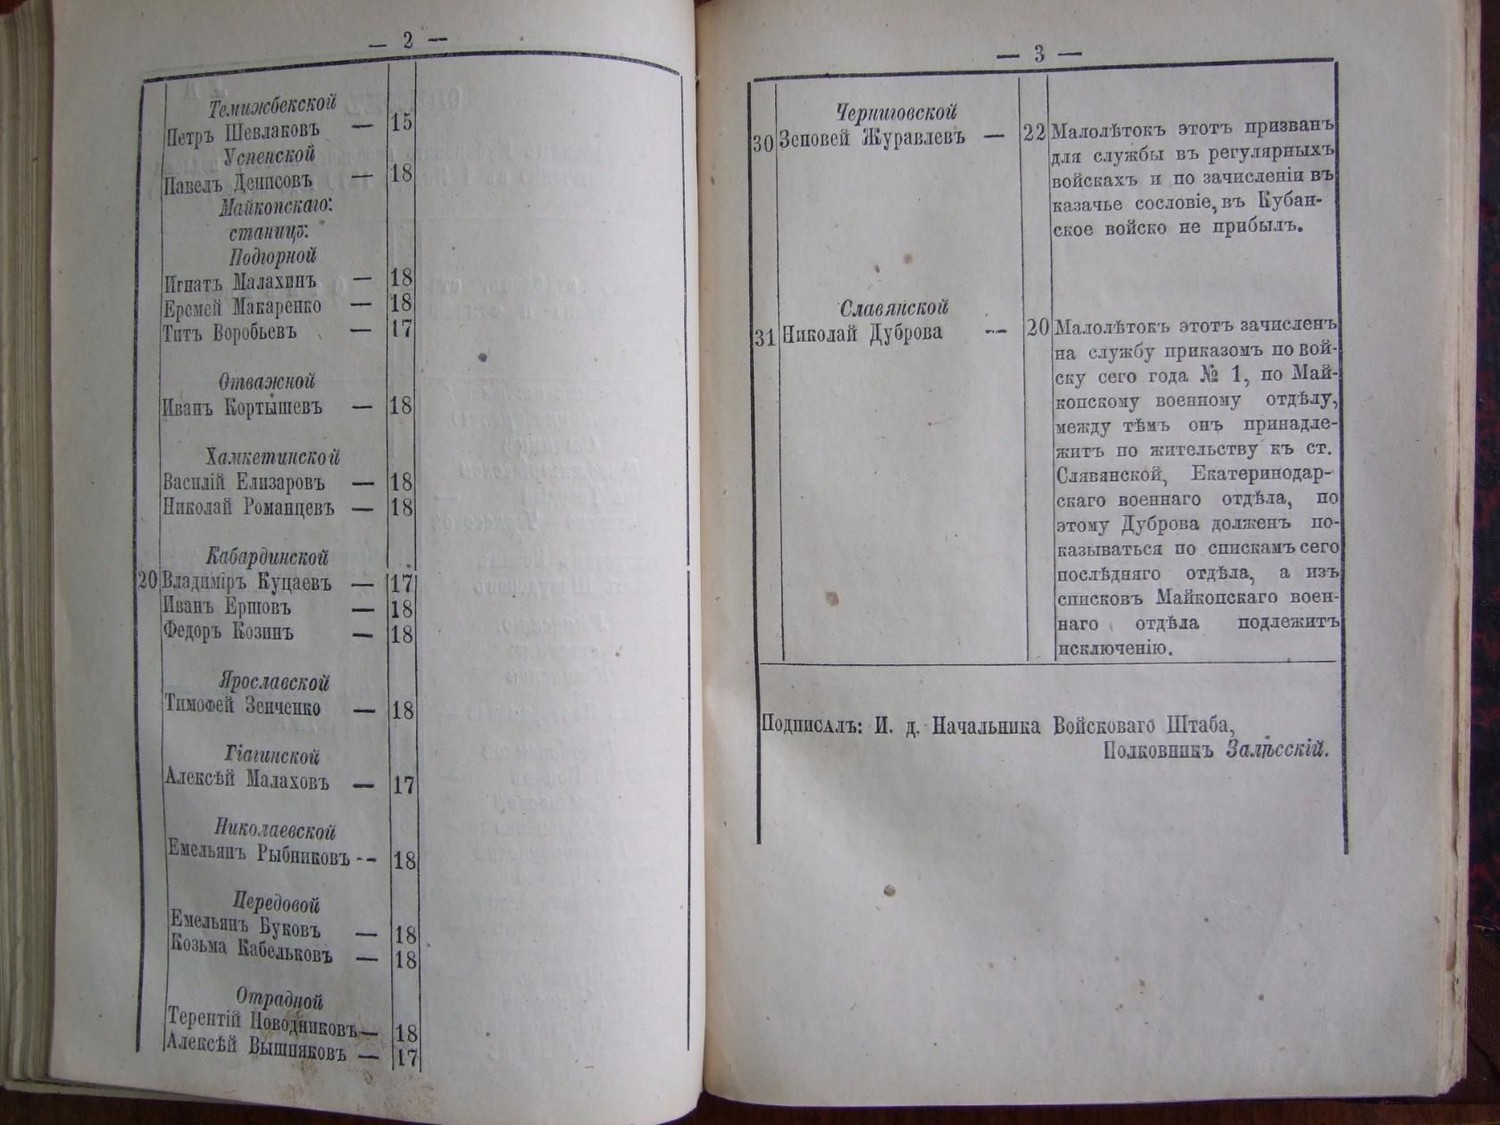 — 2 —
Темижбекской
Петръ Шевлаковъ — 15
Успенской
Павелъ Денисовъ — 18
Майкопскаго:
станицъ:
Подгорной
Игнатъ Малахинъ — 18
Еремей Макаренко — 18
Титъ Воробьевъ — 17
Отважной
Иванъ Кортышевъ — 18
Хамкетинской
Василій Елизаровъ — 18
Николай Романцевъ — 18
Кабардинской
20 Владиміръ Куцаевъ — 17
Иванъ Ершовъ — 18
Федоръ Козинъ — 18
Ярославской
Тимофей Зенченко — 18
Гіагинской
Алексѣй Малаховъ — 17
Николаевской
Емельянъ Рыбниковъ -- 18
Передовой
Емельянъ Буковъ — 18
Козьма Кабельковъ — 18
Отрадной
Терентій Новодниковъ — 18
Алексѣй Вышняковъ — 17
— 3 —
Черниговской
30 Зеновей Журавлевъ — 22 Малолѣтокъ этотъ призванъ
для службы въ регулярныхъ
войскахъ и по зачисленіи въ
казачье сословіе, въ Кубан-
ское войско не прибылъ.
Славянской
31 Николай Дуброва — 20 Малолѣтокъ этотъ зачисленъ
на службу приказомъ по вой-
ску сего года № 1, по Май-
копскому военному отдѣлу,
между тѣмъ онъ принадле-
житъ по жительству къ ст.
Слявянской, Екатеринодар-
скаго военнаго отдѣла, по
этому Дуброва долженъ по-
казываться по спискамъ сего
послѣдняго отдѣла, а изъ
списковъ Майкопскаго воен-
наго отдѣла подлежитъ
исключенію.
Подписалъ: И. д. Начальника Войсковаго Штаба,
Полковникъ Залѣсскій.